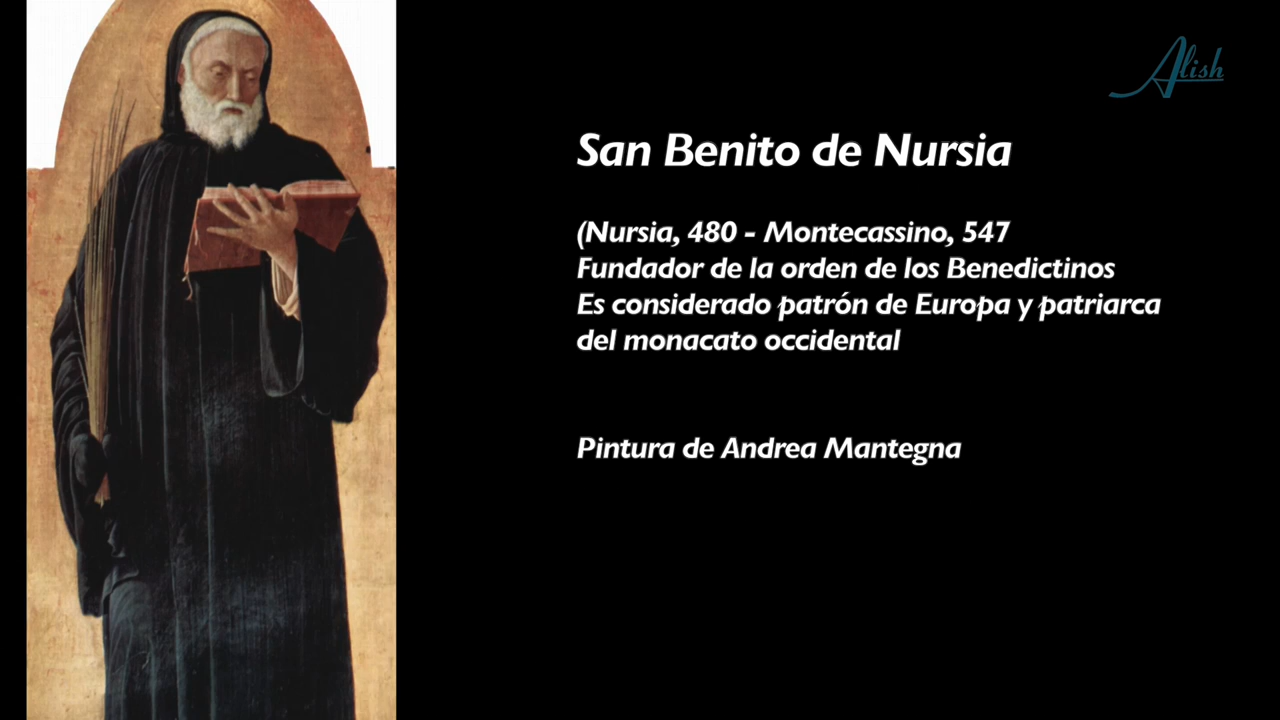 Alish
San Benito de Nursia
(Nursia, 480 - Montecassino, 547
Fundador de la orden de los Benedictinos
Es considerado patrón de Europa y patriarca
del monacato occidental
Pintura de Andrea Mantegna